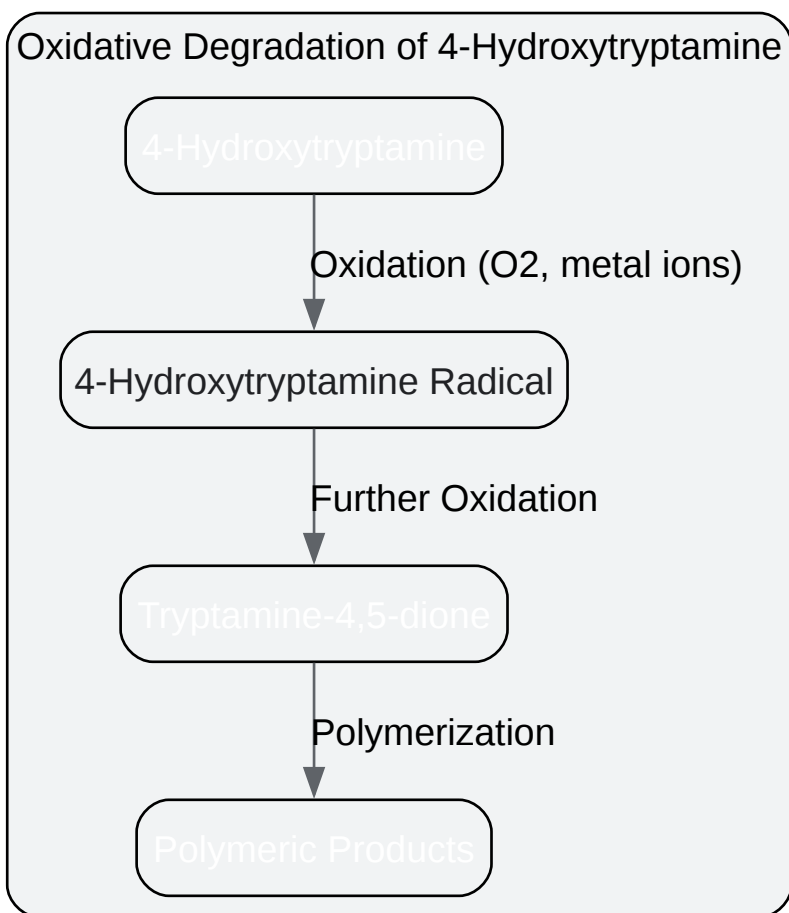 Oxidative Degradation of 4-Hydroxytryptamine
4-Hydroxytryptamine
Oxidation (O2, metal ions)
4-Hydroxytryptamine Radical
Further Oxidation
Tryptamine-4,5-dione
Polymerization
Polymeric Products